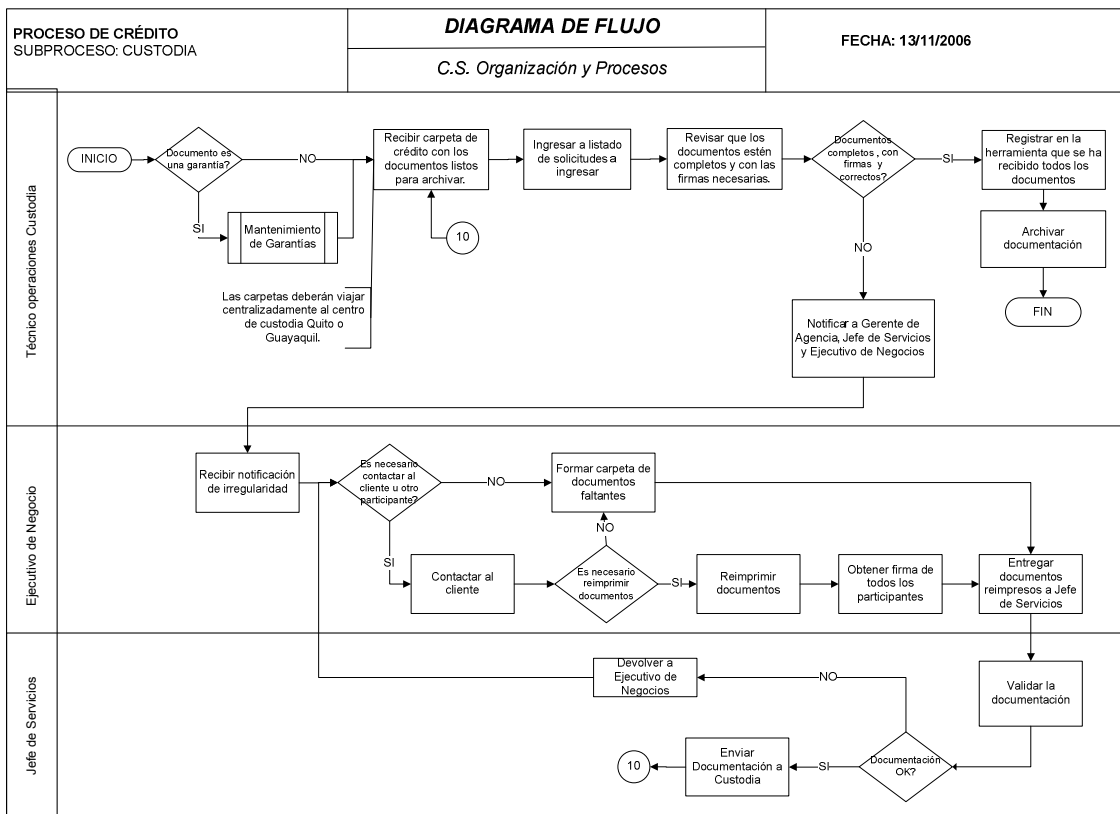 PROCESO DE CRÉDITO
SUBPROCESO: CUSTODIA
DIAGRAMA DE FLUJO
C.S. Organización y Procesos
FECHA: 13/11/2006
Técnico operaciones Custodia
INICIO
Documento es
una garantía?
NO
SI
Mantenimiento
de Garantías
Recibir carpeta de
crédito con los
documentos listos
para archivar.
10
Las carpetas deberán viajar
centralizadamente al centro
de custodia Quito o
Guayaquil.
Ingresar a listado
de solicitudes a
ingresar
Revisar que los
documentos estén
completos y con las
firmas necesarias.
Documentos
completos , con
firmas y
correctos?
SI
NO
Registrar en la
herramienta que se ha
recibido todos los
documentos
Archivar
documentación
FIN
Notificar a Gerente de
Agencia, Jefe de Servicios
y Ejecutivo de Negocios
Ejecutivo de Negocio
Recibir notificación
de irregularidad
Es necesario
contactar al
cliente u otro
participante?
NO
SI
Formar carpeta de
documentos
faltantes
NO
Contactar al
cliente
Es necesario
reimprimir
documentos
SI
Reimprimir
documentos
Obtener firma de
todos los
participantes
Entregar
documentos
reimpresos a Jefe
de Servicios
Jefe de Servicios
Devolver a
Ejecutivo de
Negocios
NO
Validar la
documentación
10
Enviar
Documentación a
Custodia
SI
Documentación
OK?